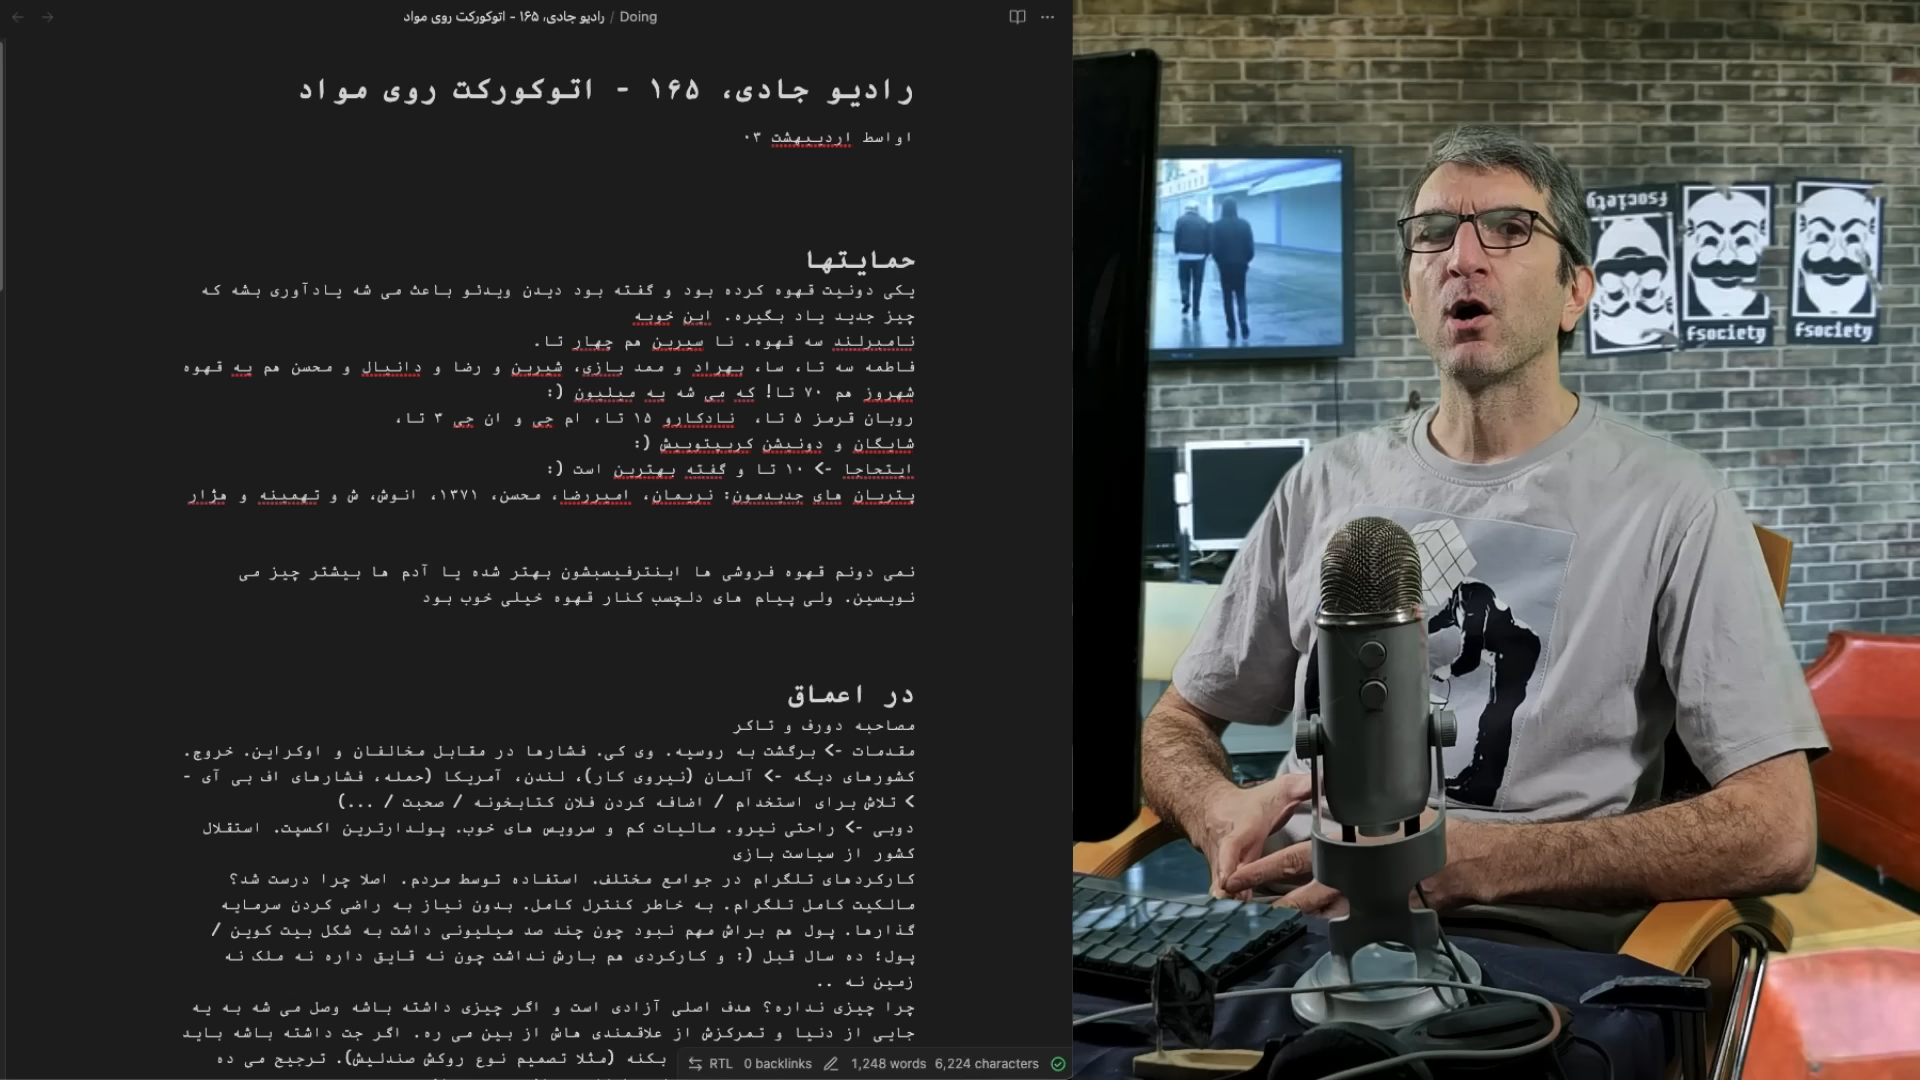 رادیو جادی، ۱۶۵ - اتوکورکت روی مواد / Doing
رادیو جادی، ۱۶۵ - اتوکورکت روی مواد
اواسط اردیبهشت ۰۳
حمایتها
یکی دونیت قهوه کرده بود و گفته بود دیدن ویدئو باعث می شه یادآوری بشه که
چیز جدید یاد بگیره. این خوبه
نامبرلند سه قهوه. نا سیرین هم چهار تا.
فاطمه سه تا، سا، بهراد و ممد بازی، شیرین و رضا و دانیال و محسن هم یه قهوه
شهروز هم ۷۰ تا! که می شه یه میلیون (:
روبان قرمز ۵ تا، نادکارو ۱۵ تا، ام جی و ان جی ۳ تا،
شایگان و دونیشن کریپتوییش (:
ایتحاجا -> ۱۰ تا و گفته بهترین است (:
پتریان های جدیدمون: نریمان، امیررضا، محسن، ۱۳۷۱، انوش، ش و تهمینه و هژار
نمی دونم قهوه فروشی ها اینترفیسشون بهتر شده یا آدم ها بیشتر چیز می
نویسین. ولی پیام های دلچسب کنار قهوه خیلی خوب بود
در اعماق
مصاحبه دورف و تاکر
مقدمات -> برگشت به روسیه. وی کی. فشارها در مقابل مخالفان و اوکراین. خروج.
کشورهای دیگه -> آلمان (نیروی کار)، لندن، آمریکا (حمله، فشارهای اف بی آی -
> تلاش برای استخدام / اضافه کردن فلان کتابخونه / صحبت / ...)
دوبی -> راحتی نیرو. مالیات کم و سرویس های خوب. پولدارترین اکسپت. استقلال
کشور از سیاست بازی
کارکردهای تلگرام در جوامع مختلف. استفاده توسط مردم. اصلا چرا درست شد؟
مالکیت کامل تلگرام. به خاطر کنترل کامل. بدون نیاز به راضی کردن سرمایه
گذارها. پول هم براش مهم نبود چون چند صد میلیونی داشت به شکل بیت کوین /
پول؛ ده سال قبل (: و کارکردی هم بارش نداشت چون نه قایق داره نه ملک نه
زمین نه ..
چرا چیزی نداره؟ هدف اصلی آزادی است و اگر چیزی داشته باشه وصل می شه به یه
جایی از دنیا و تمرکزش از علاقمندی هاش از بین می ره. اگر جت داشته باشه باید
بکنه (مثلا تصمیم نوع روکش صندلیش). ترجیح می ده
RTL 0 backlinks 1,248 words 6,224 characters
fsociety
fsociety
fsociety